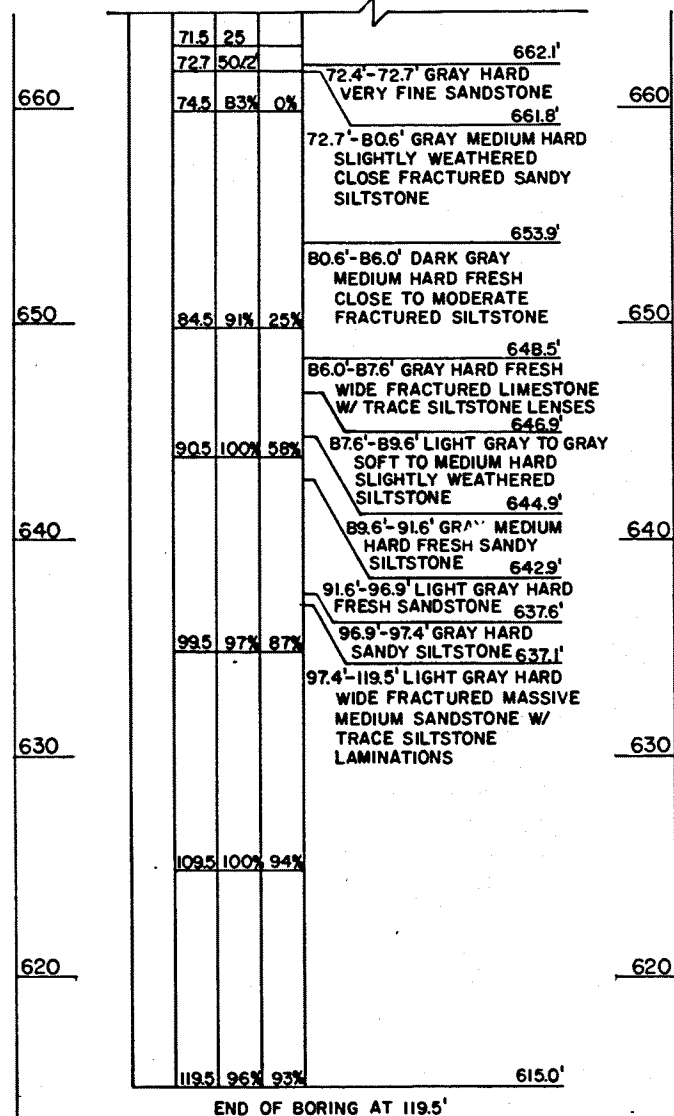 71.5 25
662.1'
72.7 50/.2'
72.4'-72.7' GRAY HARD
VERY FINE SANDSTONE
660
74.5 83% 0%
660
661.8'
72.7'-80.6' GRAY MEDIUM HARD
SLIGHTLY WEATHERED
CLOSE FRACTURED SANDY
SILTSTONE
653.9'
80.6'-86.0' DARK GRAY
MEDIUM HARD FRESH
CLOSE TO MODERATE
FRACTURED SILTSTONE
650
84.5 91% 25%
650
648.5'
86.0'-87.6' GRAY HARD FRESH
WIDE FRACTURED LIMESTONE
W/ TRACE SILTSTONE LENSES
646.9'
90.5 100% 58%
87.6'-89.6' LIGHT GRAY TO GRAY
SOFT TO MEDIUM HARD
SLIGHTLY WEATHERED
SILTSTONE
644.9'
640
640
89.6'-91.6' GRAY MEDIUM
HARD FRESH SANDY
SILTSTONE
642.9'
91.6'-96.9' LIGHT GRAY HARD
FRESH SANDSTONE 637.6'
96.9'-97.4' GRAY HARD
SANDY SILTSTONE 637.1'
99.5 97% 87%
97.4'-119.5' LIGHT GRAY HARD
WIDE FRACTURED MASSIVE
MEDIUM SANDSTONE W/
TRACE SILTSTONE
LAMINATIONS
630
630
109.5 100% 94%
620
620
119.5 96% 93%
615.0'
END OF BORING AT 119.5'